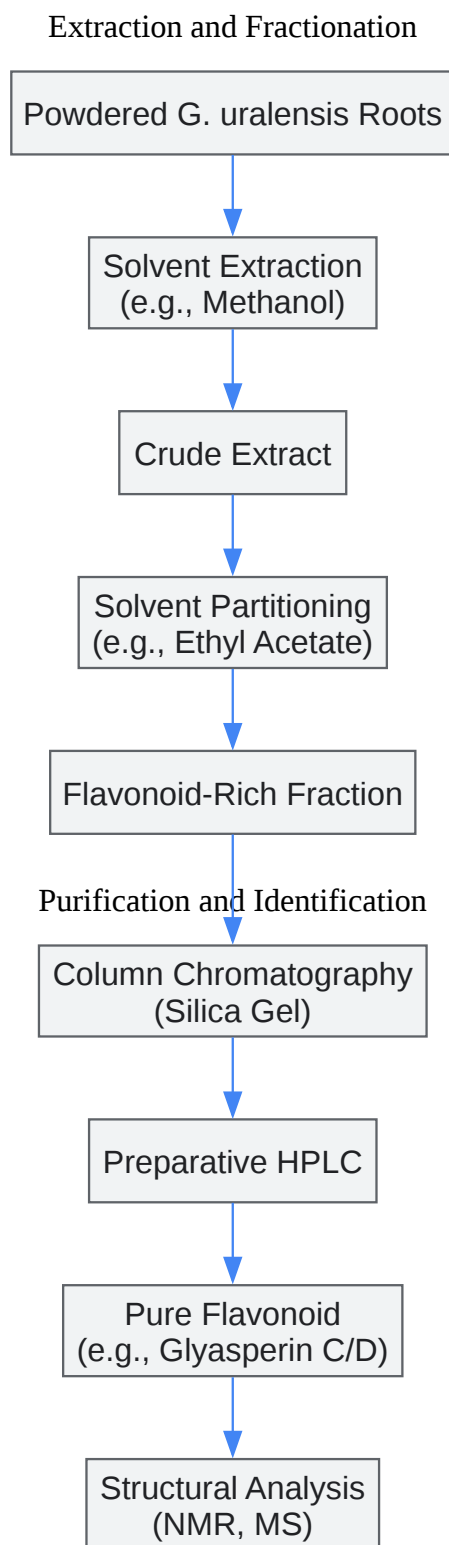 Extraction and Fractionation
Powdered G. uralensis Roots
Solvent Extraction
(e.g., Methanol)
Crude Extract
Solvent Partitioning
(e.g., Ethyl Acetate)
Flavonoid-Rich Fraction
Purification and Identification
Column Chromatography
(Silica Gel)
Preparative HPLC
Pure Flavonoid
(e.g., Glyasperin C/D)
Structural Analysis
(NMR, MS)